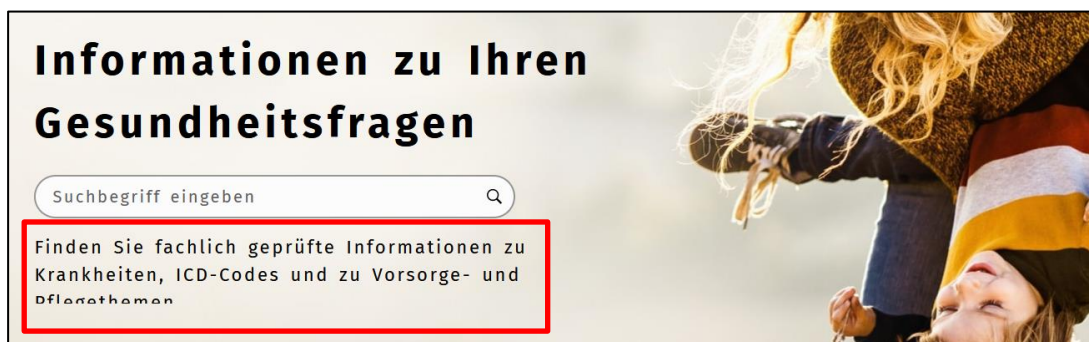 Informationen zu Ihren
Gesundheitsfragen
Suchbegriff eingeben
Finden Sie fachlich geprüfte Informationen zu
Krankheiten, ICD-Codes und zu Vorsorge- und
Pflegethemen